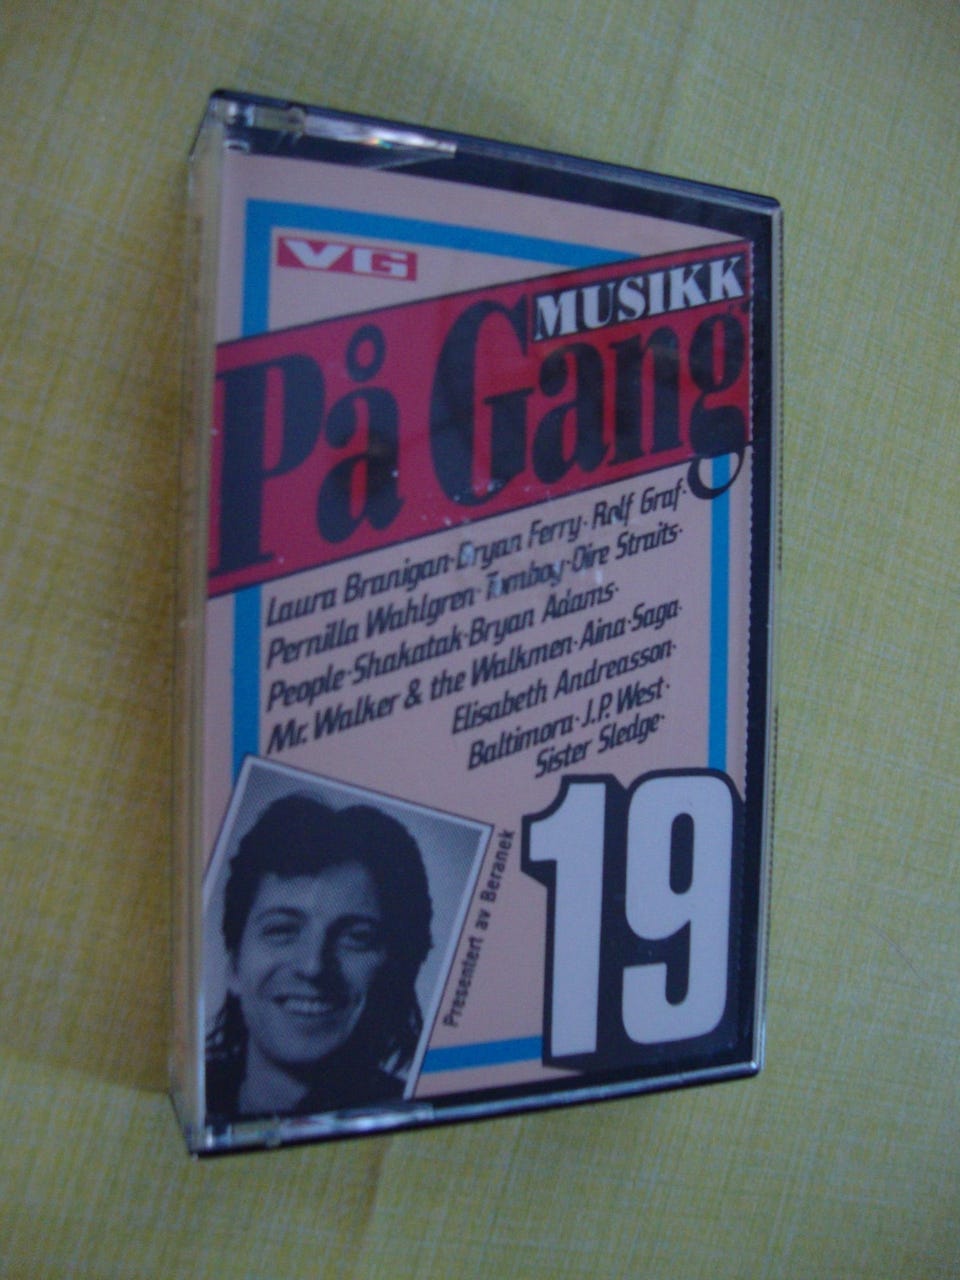 VG
MUSIKK
På Gang
Laura Branigan·Bryan Ferry·Rolf Graf·
Pernilla Wahlgren·Tomboy·Dire Straits·
People·Shakatak·Bryan Adams·
Mr. Walker & the Walkmen·Aina·Saga·
Elisabeth Andreasson·
Baltimora·J.P. West·
Sister Sledge·
Presentert av Beranek
19